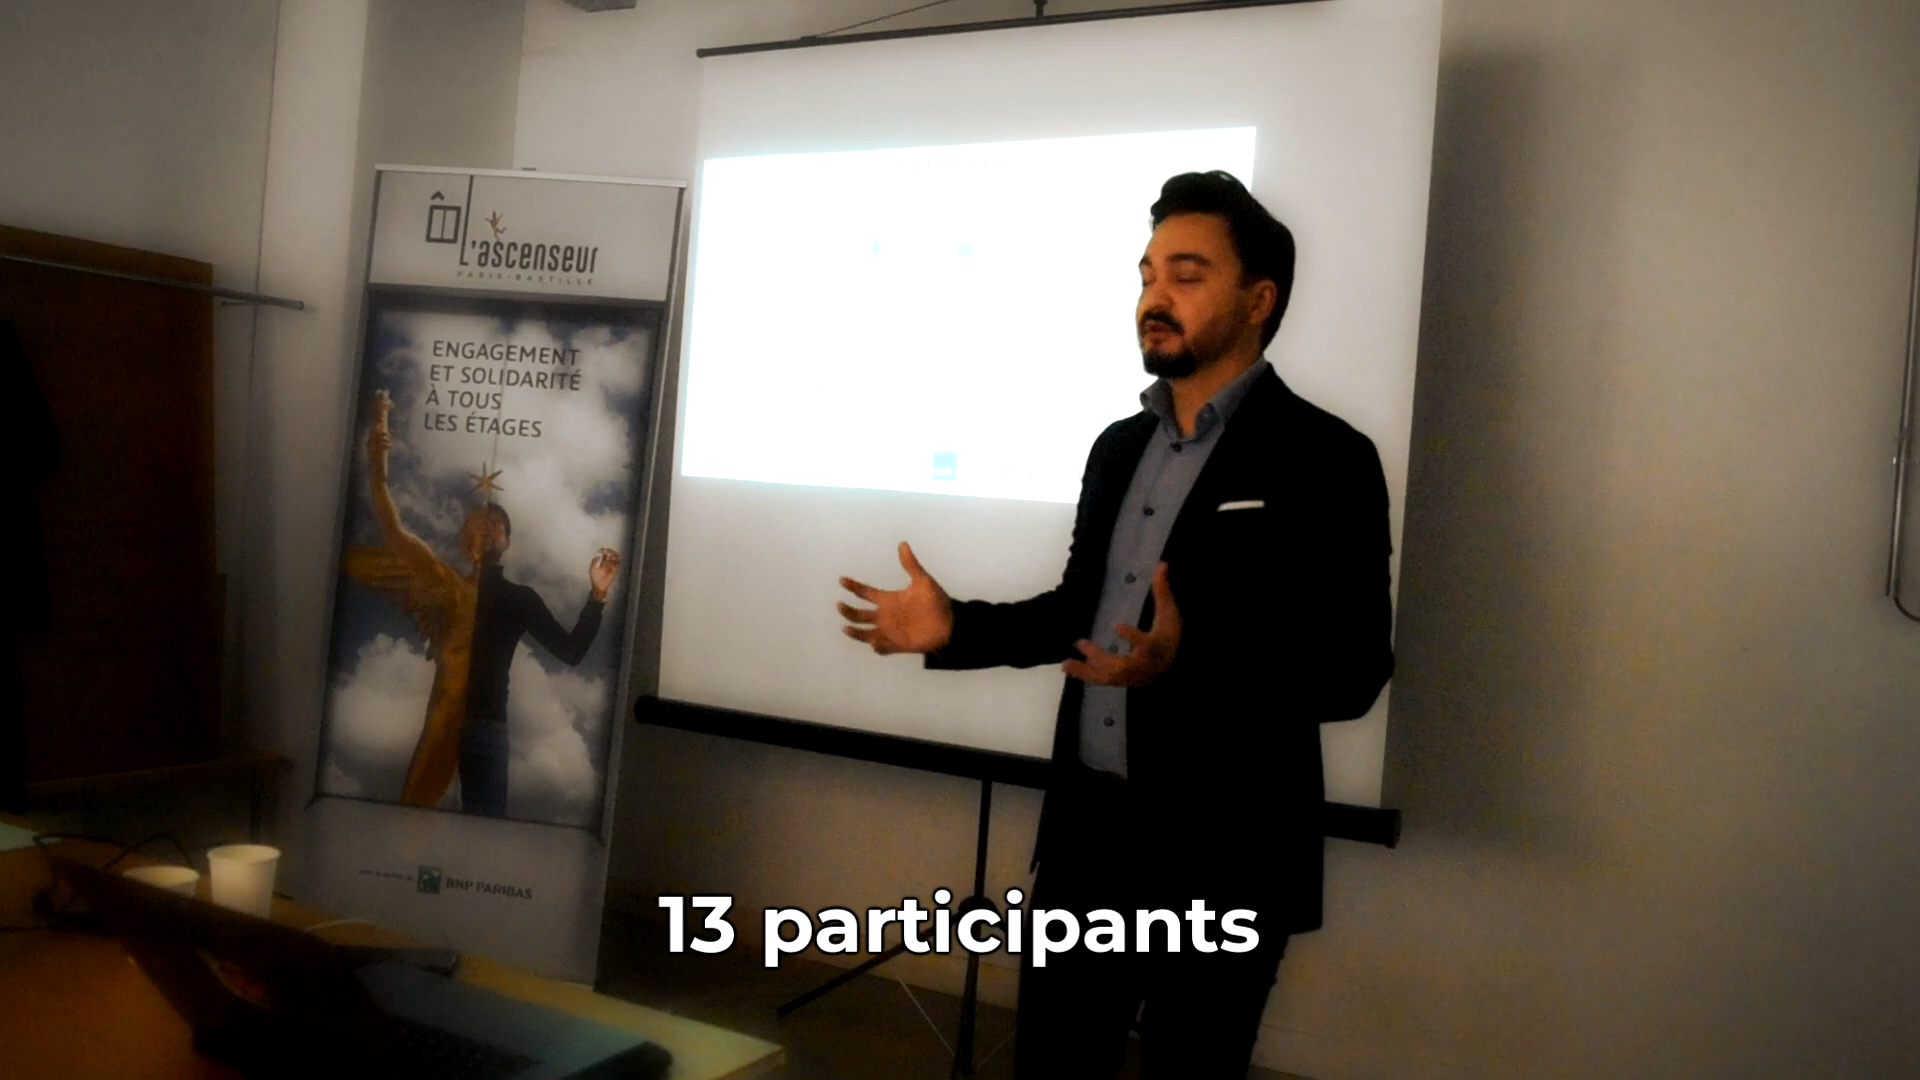 L'ascenseur
PARIS-BASTILLE
ENGAGEMENT
ET SOLIDARITÉ
À TOUS
LES ÉTAGES
BNP PARIBAS
13 participants